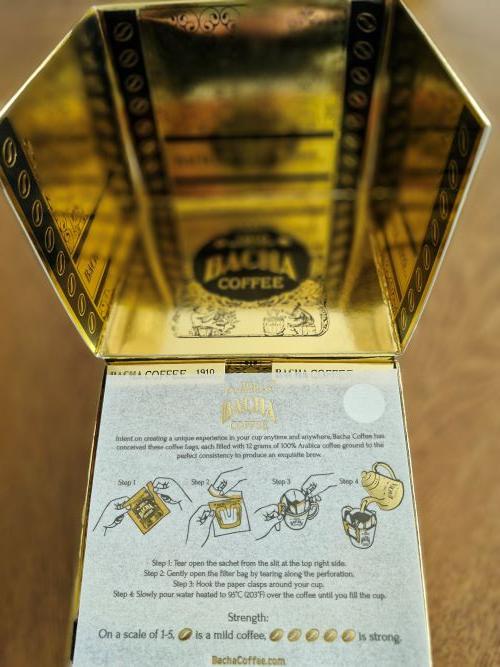 BACHA
COFFEE
BACHA COFFEE 1910 BACHA COFFEE
BACHA
COFFEE
Intent on creating a unique experience in your cup anytime and anywhere, Bacha Coffee has
conceived these coffee bags, each filled with 12 grams of 100% Arabica coffee ground to the
perfect consistency to produce an exquisite brew.
Step 1 Step 2 Step 3 Step 4
Step 1: Tear open the sachet from the slit at the top right side.
Step 2: Gently open the filter bag by tearing along the perforation.
Step 3: Hook the paper clasps around your cup.
Step 4: Slowly pour water heated to 95°C (203°F) over the coffee until you fill the cup.
Strength:
On a scale of 1-5, is a mild coffee, is strong.
BachaCoffee.com